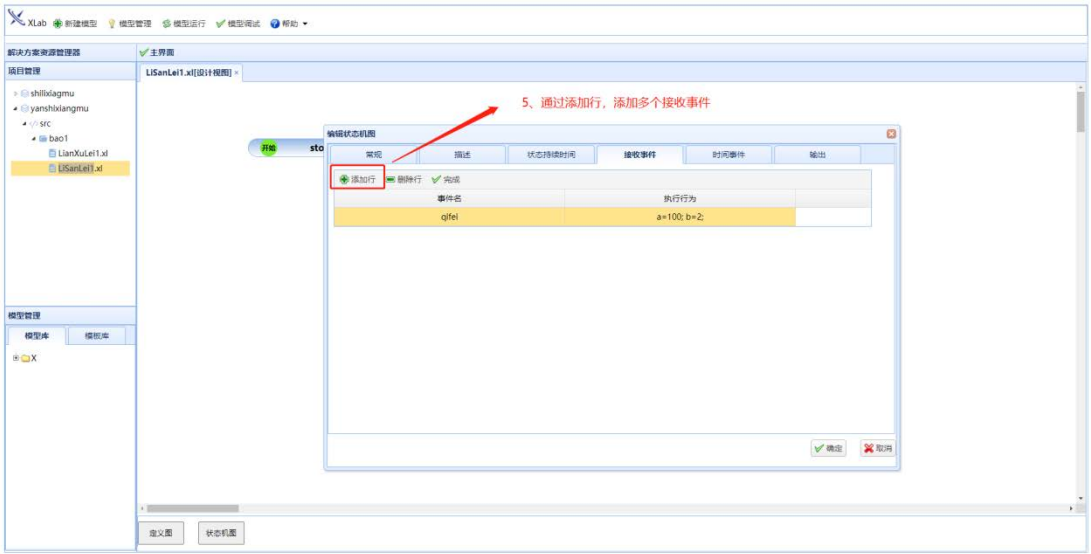 XLab 新建模型 模型管理 模型运行 模型调试 帮助
解决方案资源管理器
主界面
项目管理
LiSanLei1.xl[设计视图] ×
shilixiagmu
yanshixiangmu
src
bao1
LianXuLei1.xl
LiSanLei1.xl
5、通过添加行，添加多个接收事件
开始 sto
编辑状态机图
常规 描述 状态持续时间 接收事件 时间事件 输出
添加行 删除行 完成
事件名 执行行为
qifei a=100; b=2;
确定 取消
模型管理
模型库 模板库
X
定义图 状态机图